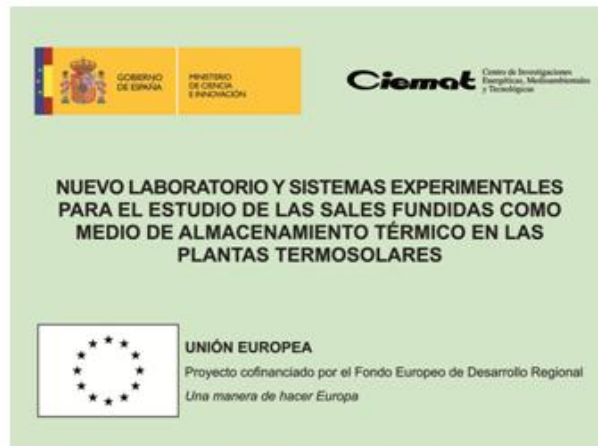 GOBIERNO
DE ESPAÑA
MINISTERIO
DE CIENCIA
E INNOVACIÓN
Ciemat
Centro de Investigaciones
Energéticas, Medioambientales
y Tecnológicas
NUEVO LABORATORIO Y SISTEMAS EXPERIMENTALES
PARA EL ESTUDIO DE LAS SALES FUNDIDAS COMO
MEDIO DE ALMACENAMIENTO TÉRMICO EN LAS
PLANTAS TERMOSOLARES
UNIÓN EUROPEA
Proyecto cofinanciado por el Fondo Europeo de Desarrollo Regional
Una manera de hacer Europa